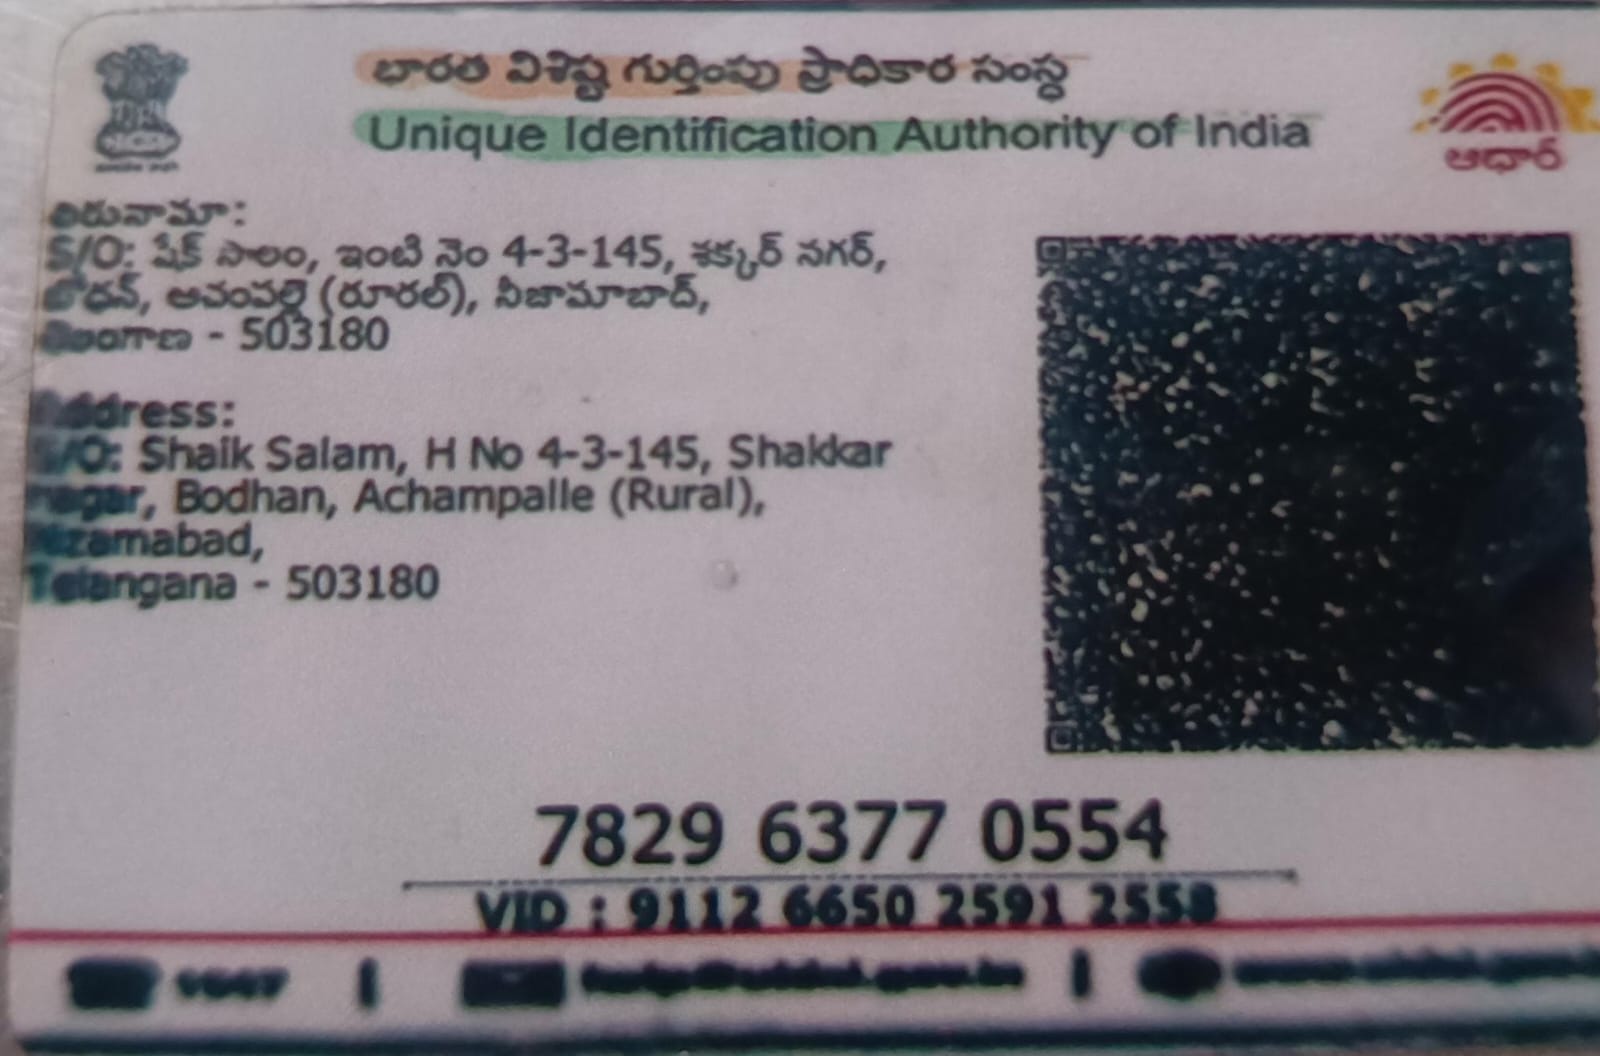 భారత విశిష్ట గుర్తింపు ప్రాధికార సంస్థ
Unique Identification Authority of India
ఆధార్
చిరునామా:
S/O: షేక్ సాలం, ఇంటి నెం 4-3-145, శక్కర్ నగర్,
బోధన్, అచంపల్లె (రూరల్), నీజామాబాద్,
తెలంగాణ - 503180
Address:
S/O: Shaik Salam, H No 4-3-145, Shakkar
nagar, Bodhan, Achampalle (Rural),
Nizamabad,
Telangana - 503180
7829 6377 0554
VID : 9112 6650 2591 2558
1947